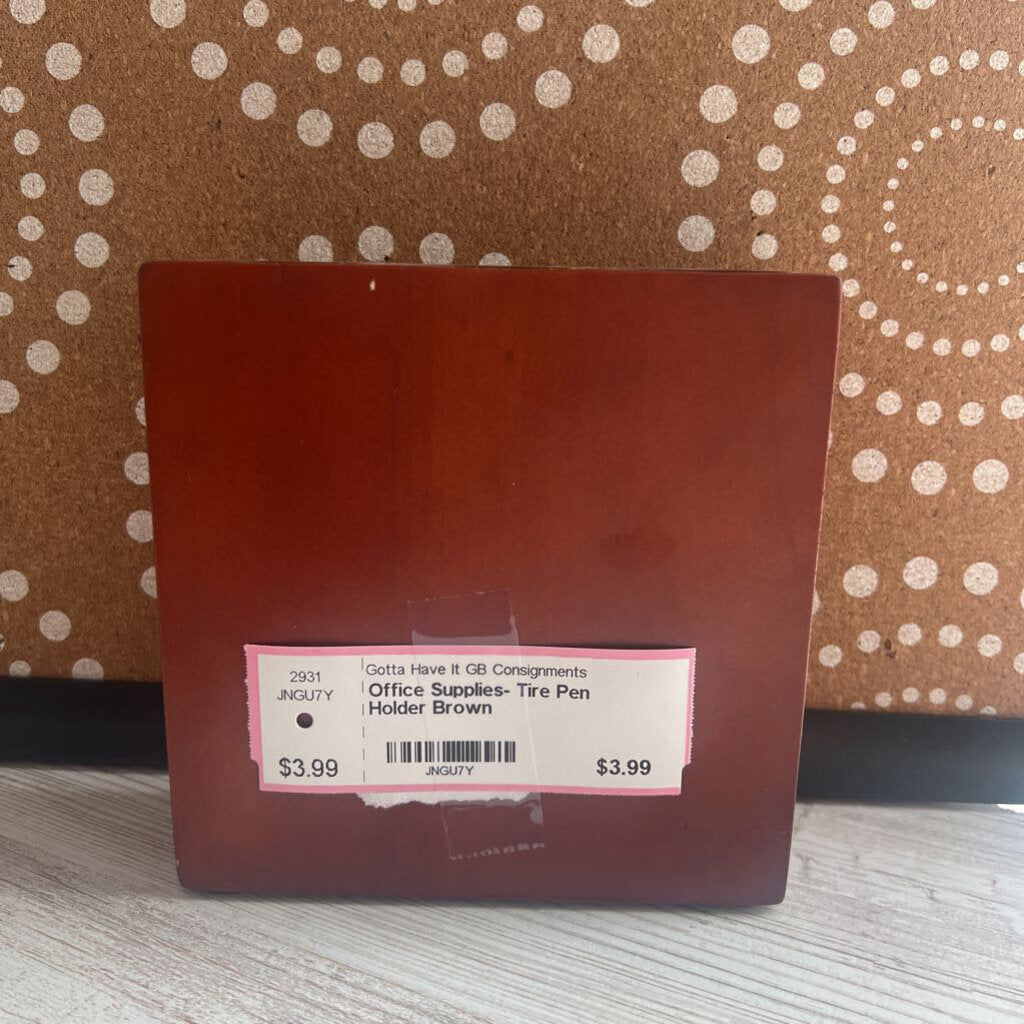 2931
JNGU7Y
$3.99
Gotta Have It GB Consignments
Office Supplies- Tire Pen
Holder Brown
JNGU7Y
$3.99